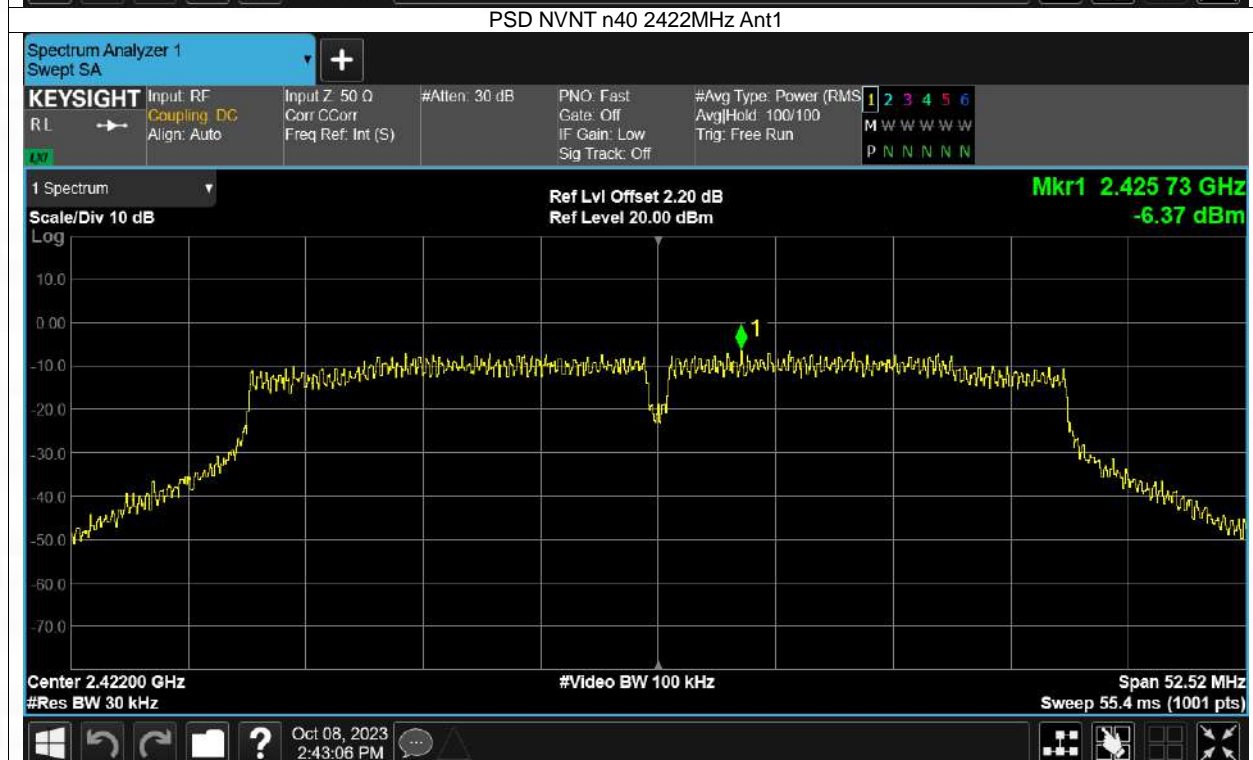 PSD NVNT n40 2422MHz Ant1
Spectrum Analyzer 1
Swept SA
KEYSIGHT
RL
LXI
Input: RF
Coupling: DC
Align: Auto
Input Z: 50 Ω
Corr CCorr
Freq Ref: Int (S)
#Atten: 30 dB
PNO: Fast
Gate: Off
IF Gain: Low
Sig Track: Off
#Avg Type: Power (RMS
Avg|Hold: 100/100
Trig: Free Run
1 2 3 4 5 6
M W W W W W
P N N N N N
1 Spectrum
Scale/Div 10 dB
Ref Lvl Offset 2.20 dB
Ref Level 20.00 dBm
Mkr1 2.425 73 GHz
-6.37 dBm
Log
10.0
0.00
-10.0
-20.0
-30.0
-40.0
-50.0
-60.0
-70.0
1
Center 2.42200 GHz
#Res BW 30 kHz
#Video BW 100 kHz
Span 52.52 MHz
Sweep 55.4 ms (1001 pts)
?
Oct 08, 2023
2:43:06 PM